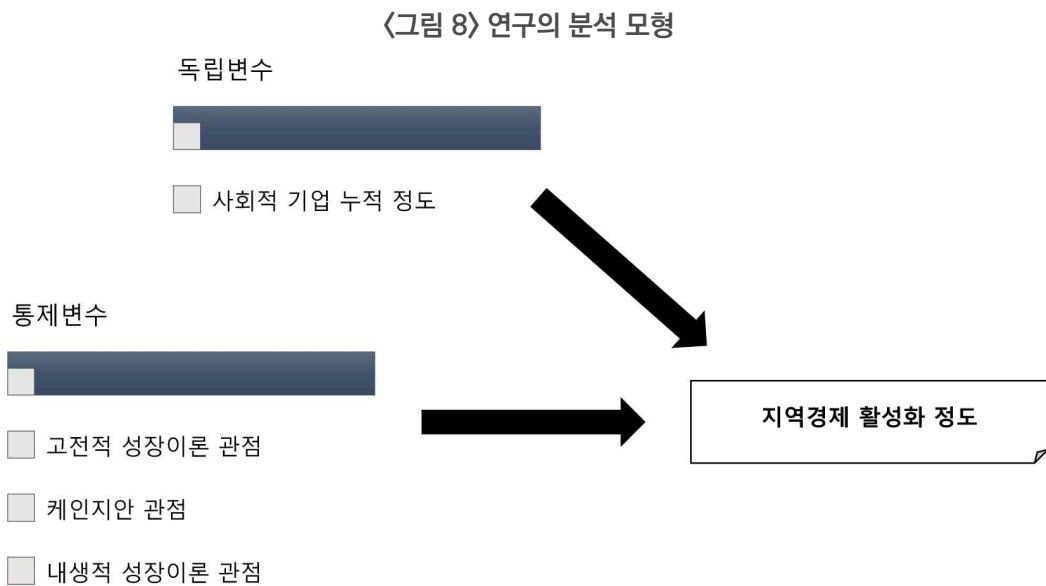 〈그림 8〉 연구의 분석 모형
독립변수
사회적 기업 누적 정도
통제변수
고전적 성장이론 관점
케인지안 관점
내생적 성장이론 관점
지역경제 활성화 정도